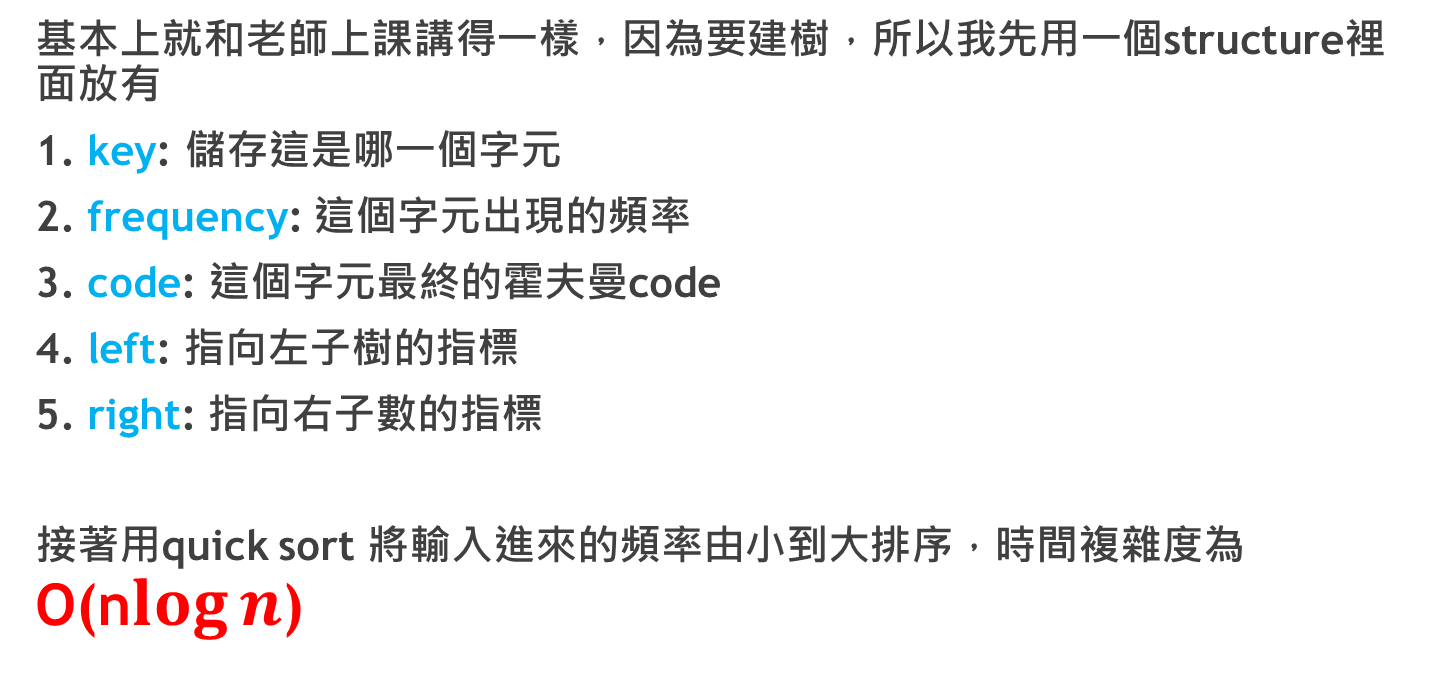 基本上就和老師上課講得一樣，因為要建樹，所以我先用一個structure裡
面放有
1. key: 儲存這是哪一個字元
2. frequency: 這個字元出現的頻率
3. code: 這個字元最終的霍夫曼code
4. left: 指向左子樹的指標
5. right: 指向右子數的指標
接著用quick sort 將輸入進來的頻率由小到大排序，時間複雜度為
O(nlog n)